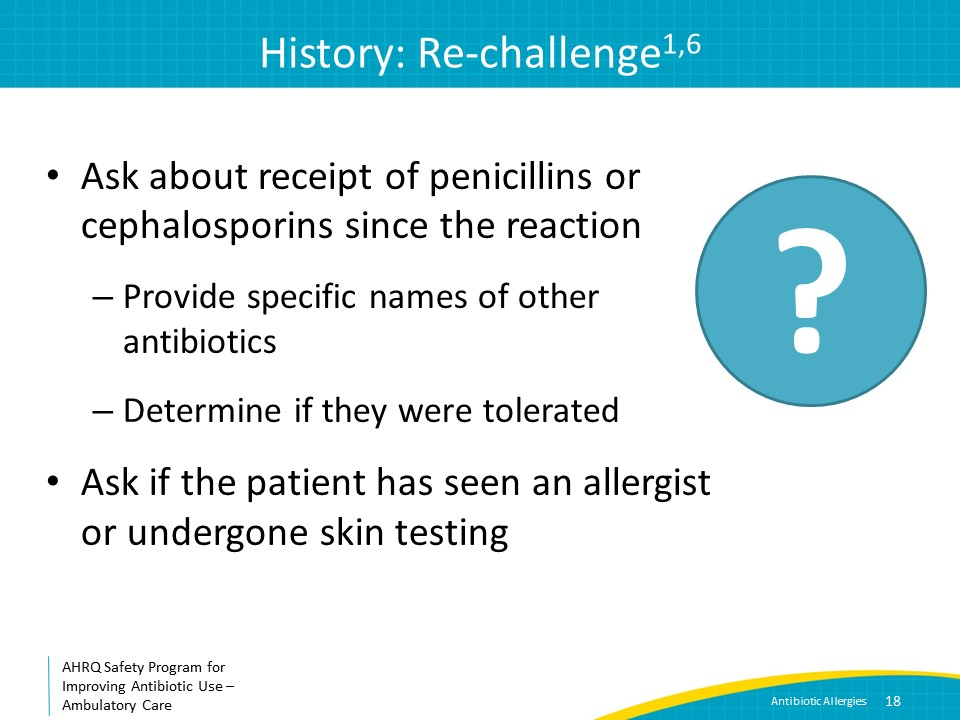 History: Re-challenge1,6
• Ask about receipt of penicillins or
cephalosporins since the reaction
– Provide specific names of other
antibiotics
– Determine if they were tolerated
• Ask if the patient has seen an allergist
or undergone skin testing
?
AHRQ Safety Program for
Improving Antibiotic Use –
Ambulatory Care
Antibiotic Allergies 18